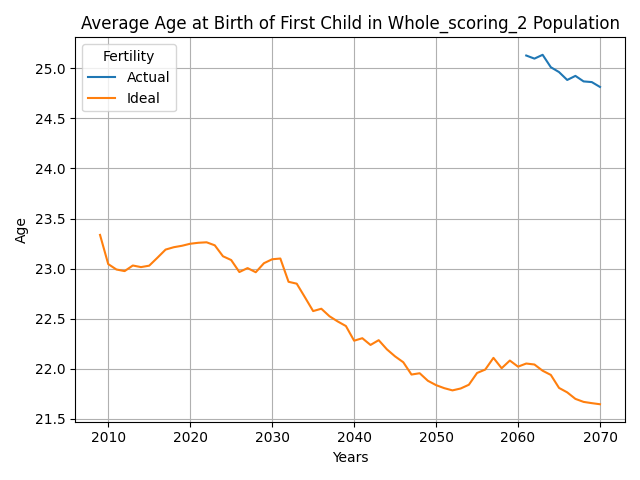 Average Age at Birth of First Child in Whole_scoring_2 Population
Fertility
Actual
Ideal
25.0
24.5
24.0
23.5
23.0
22.5
22.0
21.5
Age
2010 2020 2030 2040 2050 2060 2070
Years